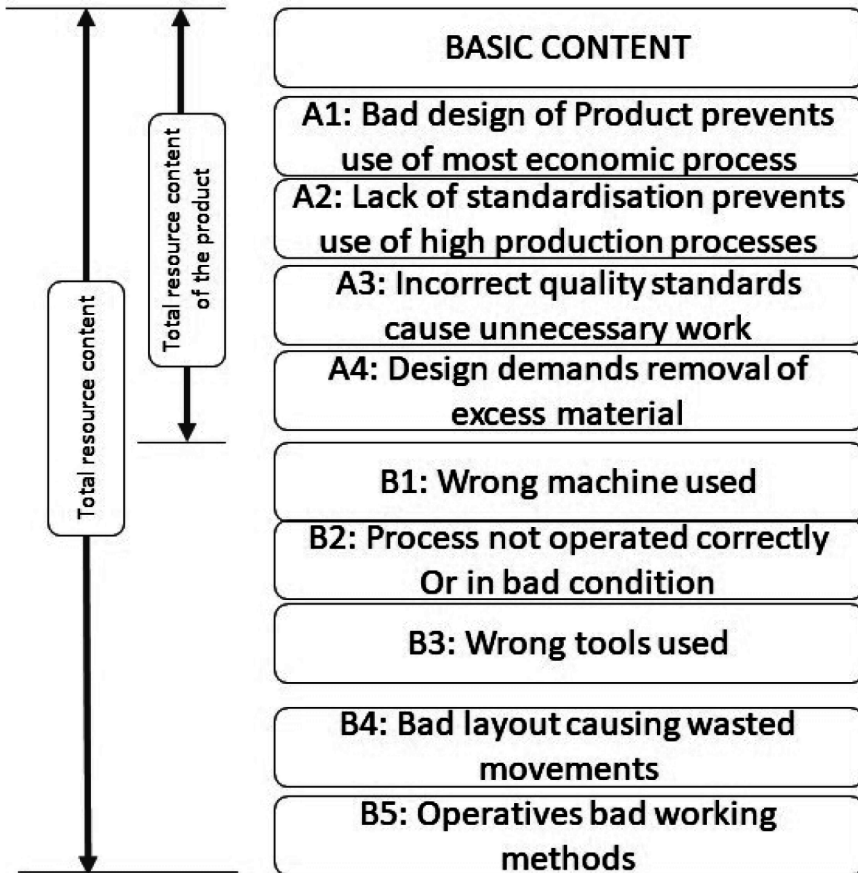 BASIC CONTENT
A1: Bad design of Product prevents
use of most economic process
A2: Lack of standardisation prevents
use of high production processes
A3: Incorrect quality standards
cause unnecessary work
A4: Design demands removal of
excess material
B1: Wrong machine used
B2: Process not operated correctly
Or in bad condition
B3: Wrong tools used
B4: Bad layout causing wasted
movements
B5: Operatives bad working
methods
Total resource content
of the product
Total resource content